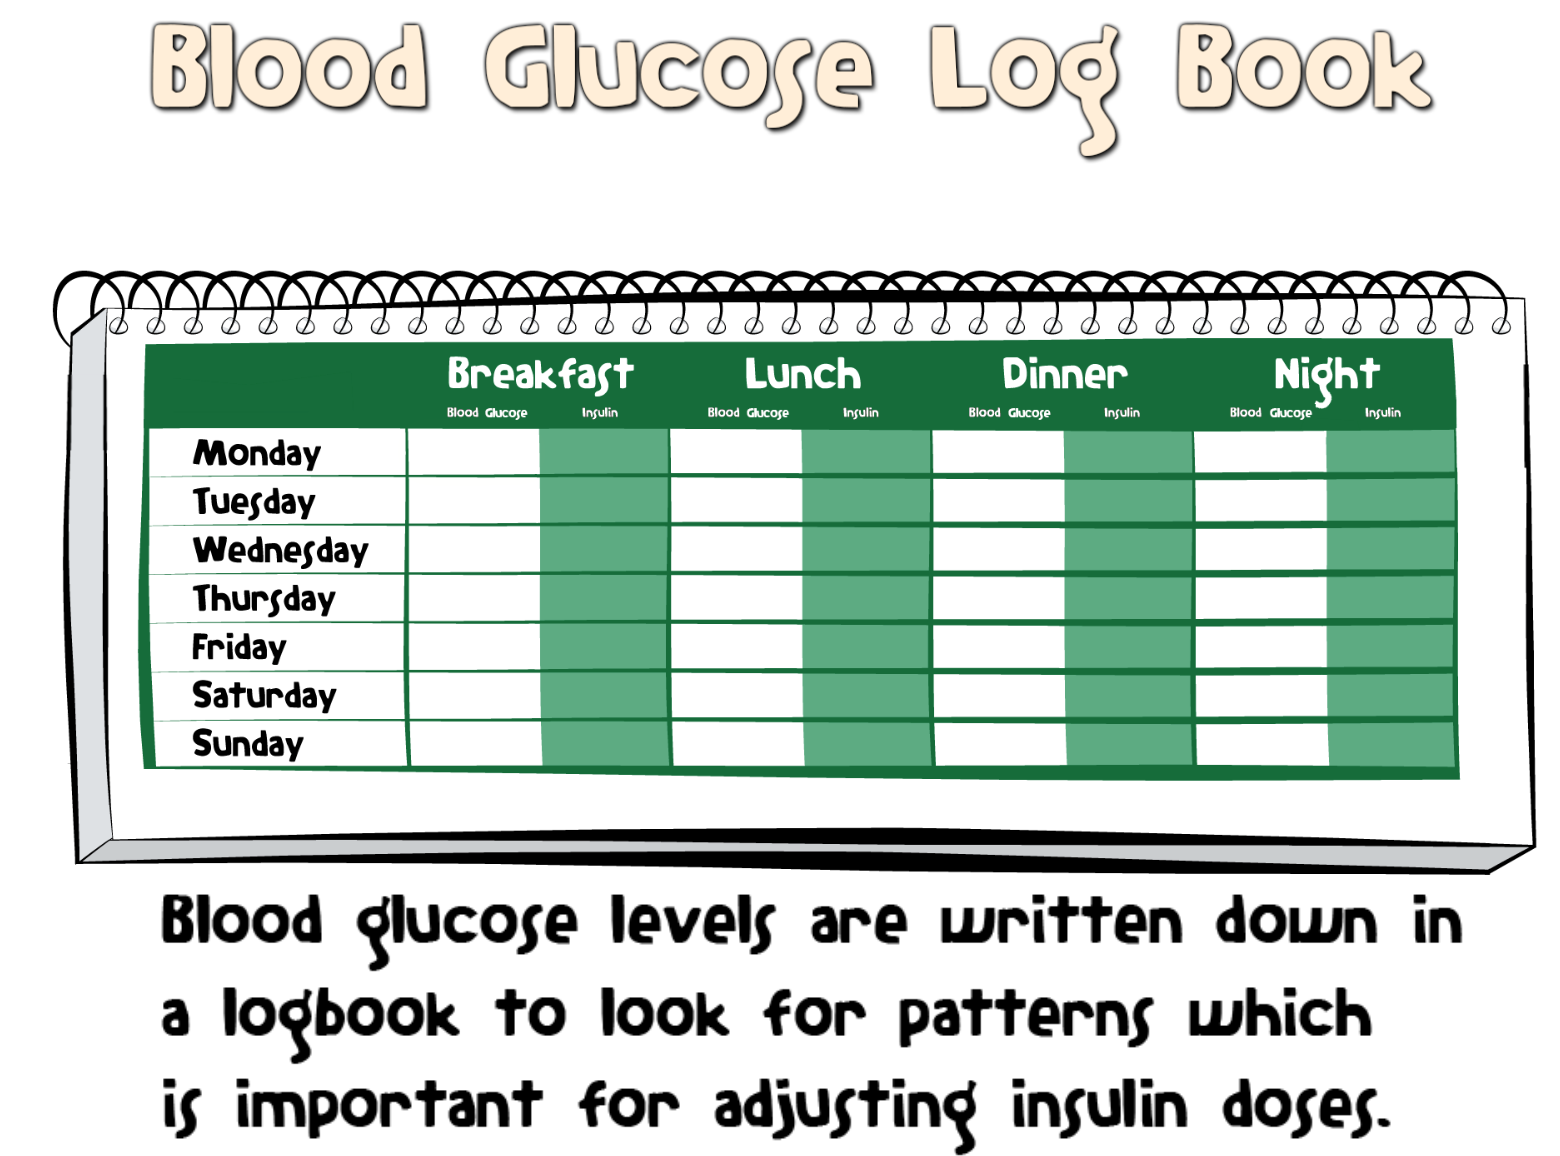 Blood Glucose Log Book
Breakfast Lunch Dinner Night
Blood Glucose Insulin Blood Glucose Insulin Blood Glucose Insulin Blood Glucose Insulin
Monday
Tuesday
Wednesday
Thursday
Friday
Saturday
Sunday
Blood glucose levels are written down in
a logbook to look for patterns which
is important for adjusting insulin doses.